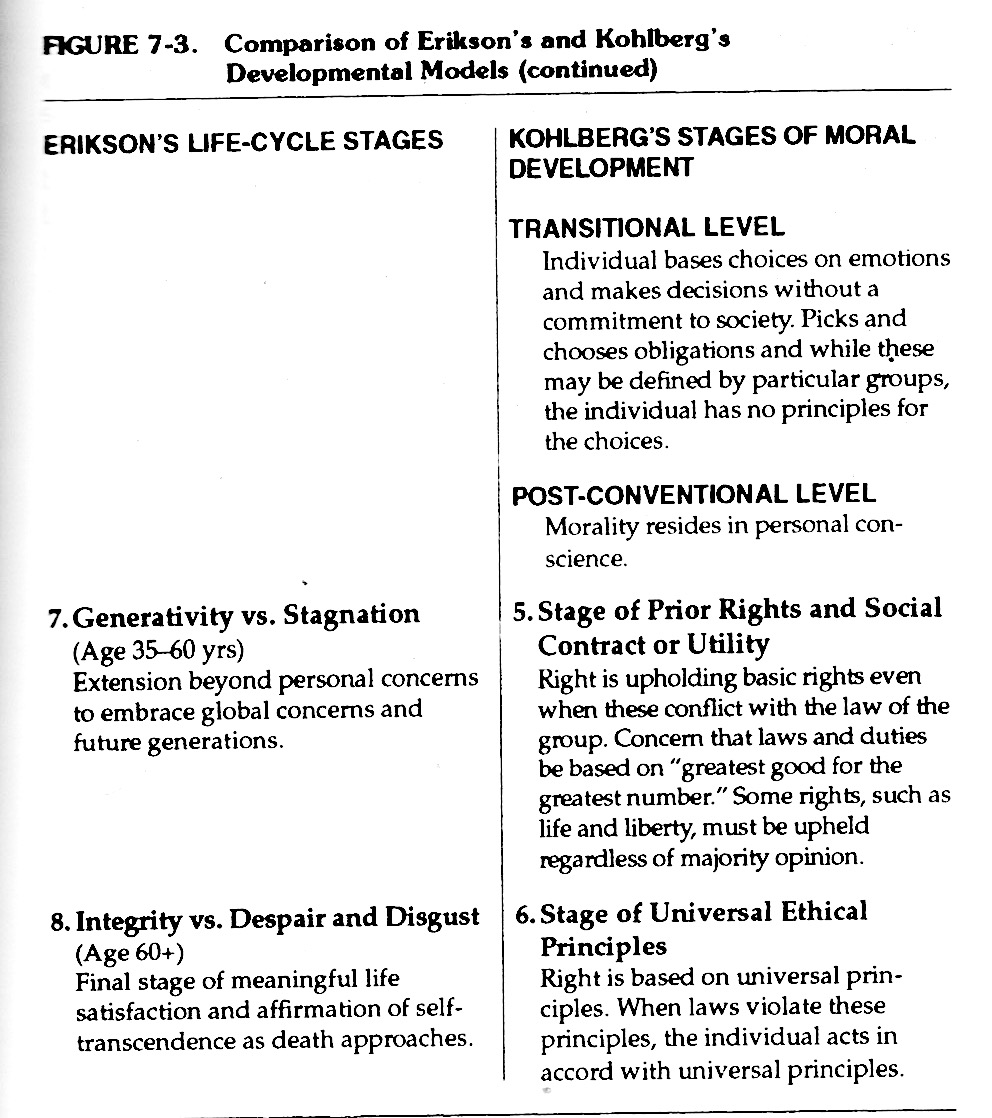 FIGURE 7-3. Comparison of Erikson's and Kohlberg's
Developmental Models (continued)
ERIKSON'S LIFE-CYCLE STAGES
KOHLBERG'S STAGES OF MORAL
DEVELOPMENT
TRANSITIONAL LEVEL
Individual bases choices on emotions
and makes decisions without a
commitment to society. Picks and
chooses obligations and while these
may be defined by particular groups,
the individual has no principles for
the choices.
POST-CONVENTIONAL LEVEL
Morality resides in personal con-
science.
7. Generativity vs. Stagnation
(Age 35–60 yrs)
Extension beyond personal concerns
to embrace global concerns and
future generations.
5. Stage of Prior Rights and Social
Contract or Utility
Right is upholding basic rights even
when these conflict with the law of the
group. Concern that laws and duties
be based on "greatest good for the
greatest number." Some rights, such as
life and liberty, must be upheld
regardless of majority opinion.
8. Integrity vs. Despair and Disgust
(Age 60+)
Final stage of meaningful life
satisfaction and affirmation of self-
transcendence as death approaches.
6. Stage of Universal Ethical
Principles
Right is based on universal prin-
ciples. When laws violate these
principles, the individual acts in
accord with universal principles.